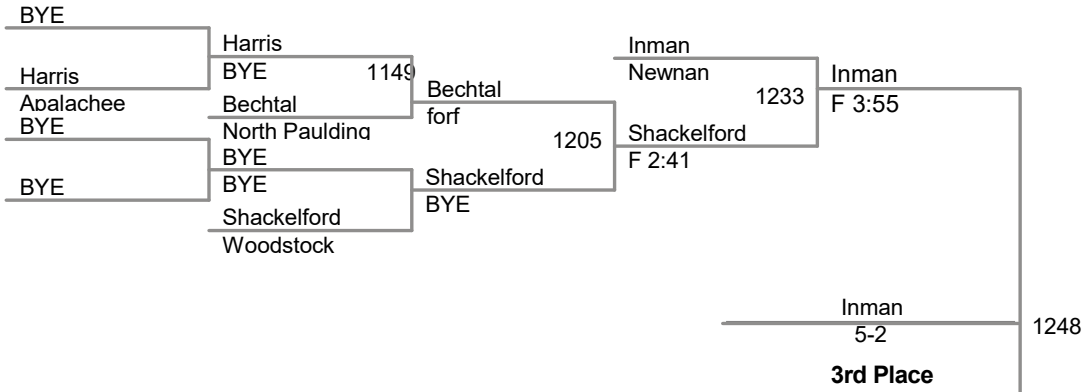 BYE
Harris
Apalachee
BYE
BYE
Harris
BYE
1149
Bechtal
North Paulding
BYE
BYE
Shackelford
Woodstock
Bechtal
forf
1205
Shackelford
BYE
Inman
Newnan
1233
Shackelford
F 2:41
Inman
F 3:55
Inman
5-2
1248
3rd Place